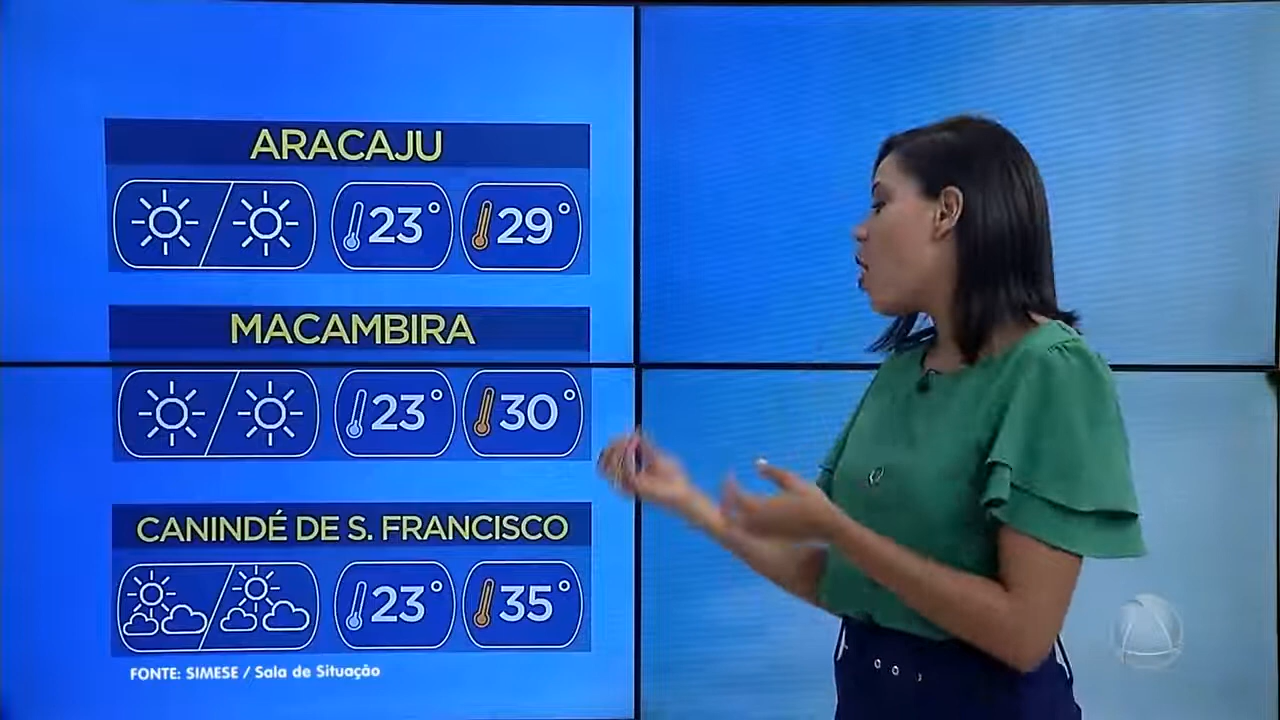 ARACAJU
23° 29°
MACAMBIRA
23° 30°
CANINDÉ DE S. FRANCISCO
23° 35°
FONTE: SIMESE / Sala de Situação